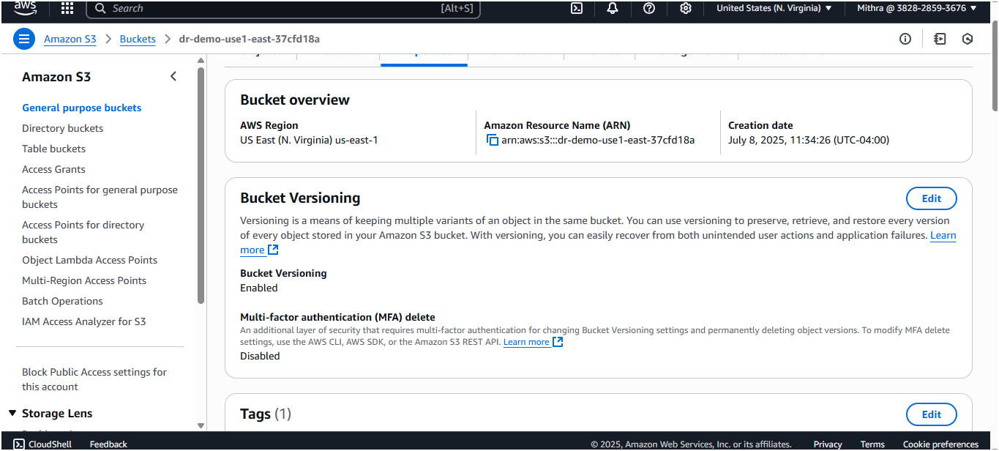 aws
Search [Alt+S]
United States (N. Virginia) ▼ Mithra @ 3828-2859-3676 ▼
Amazon S3 > Buckets > dr-demo-use1-east-37cfd18a
Amazon S3
General purpose buckets
Directory buckets
Table buckets
Access Grants
Access Points for general purpose
buckets
Access Points for directory
buckets
Object Lambda Access Points
Multi-Region Access Points
Batch Operations
IAM Access Analyzer for S3
Block Public Access settings for
this account
▼ Storage Lens
Bucket overview
AWS Region
US East (N. Virginia) us-east-1
Amazon Resource Name (ARN)
arn:aws:s3:::dr-demo-use1-east-37cfd18a
Creation date
July 8, 2025, 11:34:26 (UTC-04:00)
Bucket Versioning
Edit
Versioning is a means of keeping multiple variants of an object in the same bucket. You can use versioning to preserve, retrieve, and restore every version
of every object stored in your Amazon S3 bucket. With versioning, you can easily recover from both unintended user actions and application failures. Learn
more
Bucket Versioning
Enabled
Multi-factor authentication (MFA) delete
An additional layer of security that requires multi-factor authentication for changing Bucket Versioning settings and permanently deleting object versions. To modify MFA delete
settings, use the AWS CLI, AWS SDK, or the Amazon S3 REST API. Learn more
Disabled
Tags (1)
Edit
CloudShell Feedback
© 2025, Amazon Web Services, Inc. or its affiliates. Privacy Terms Cookie preferences